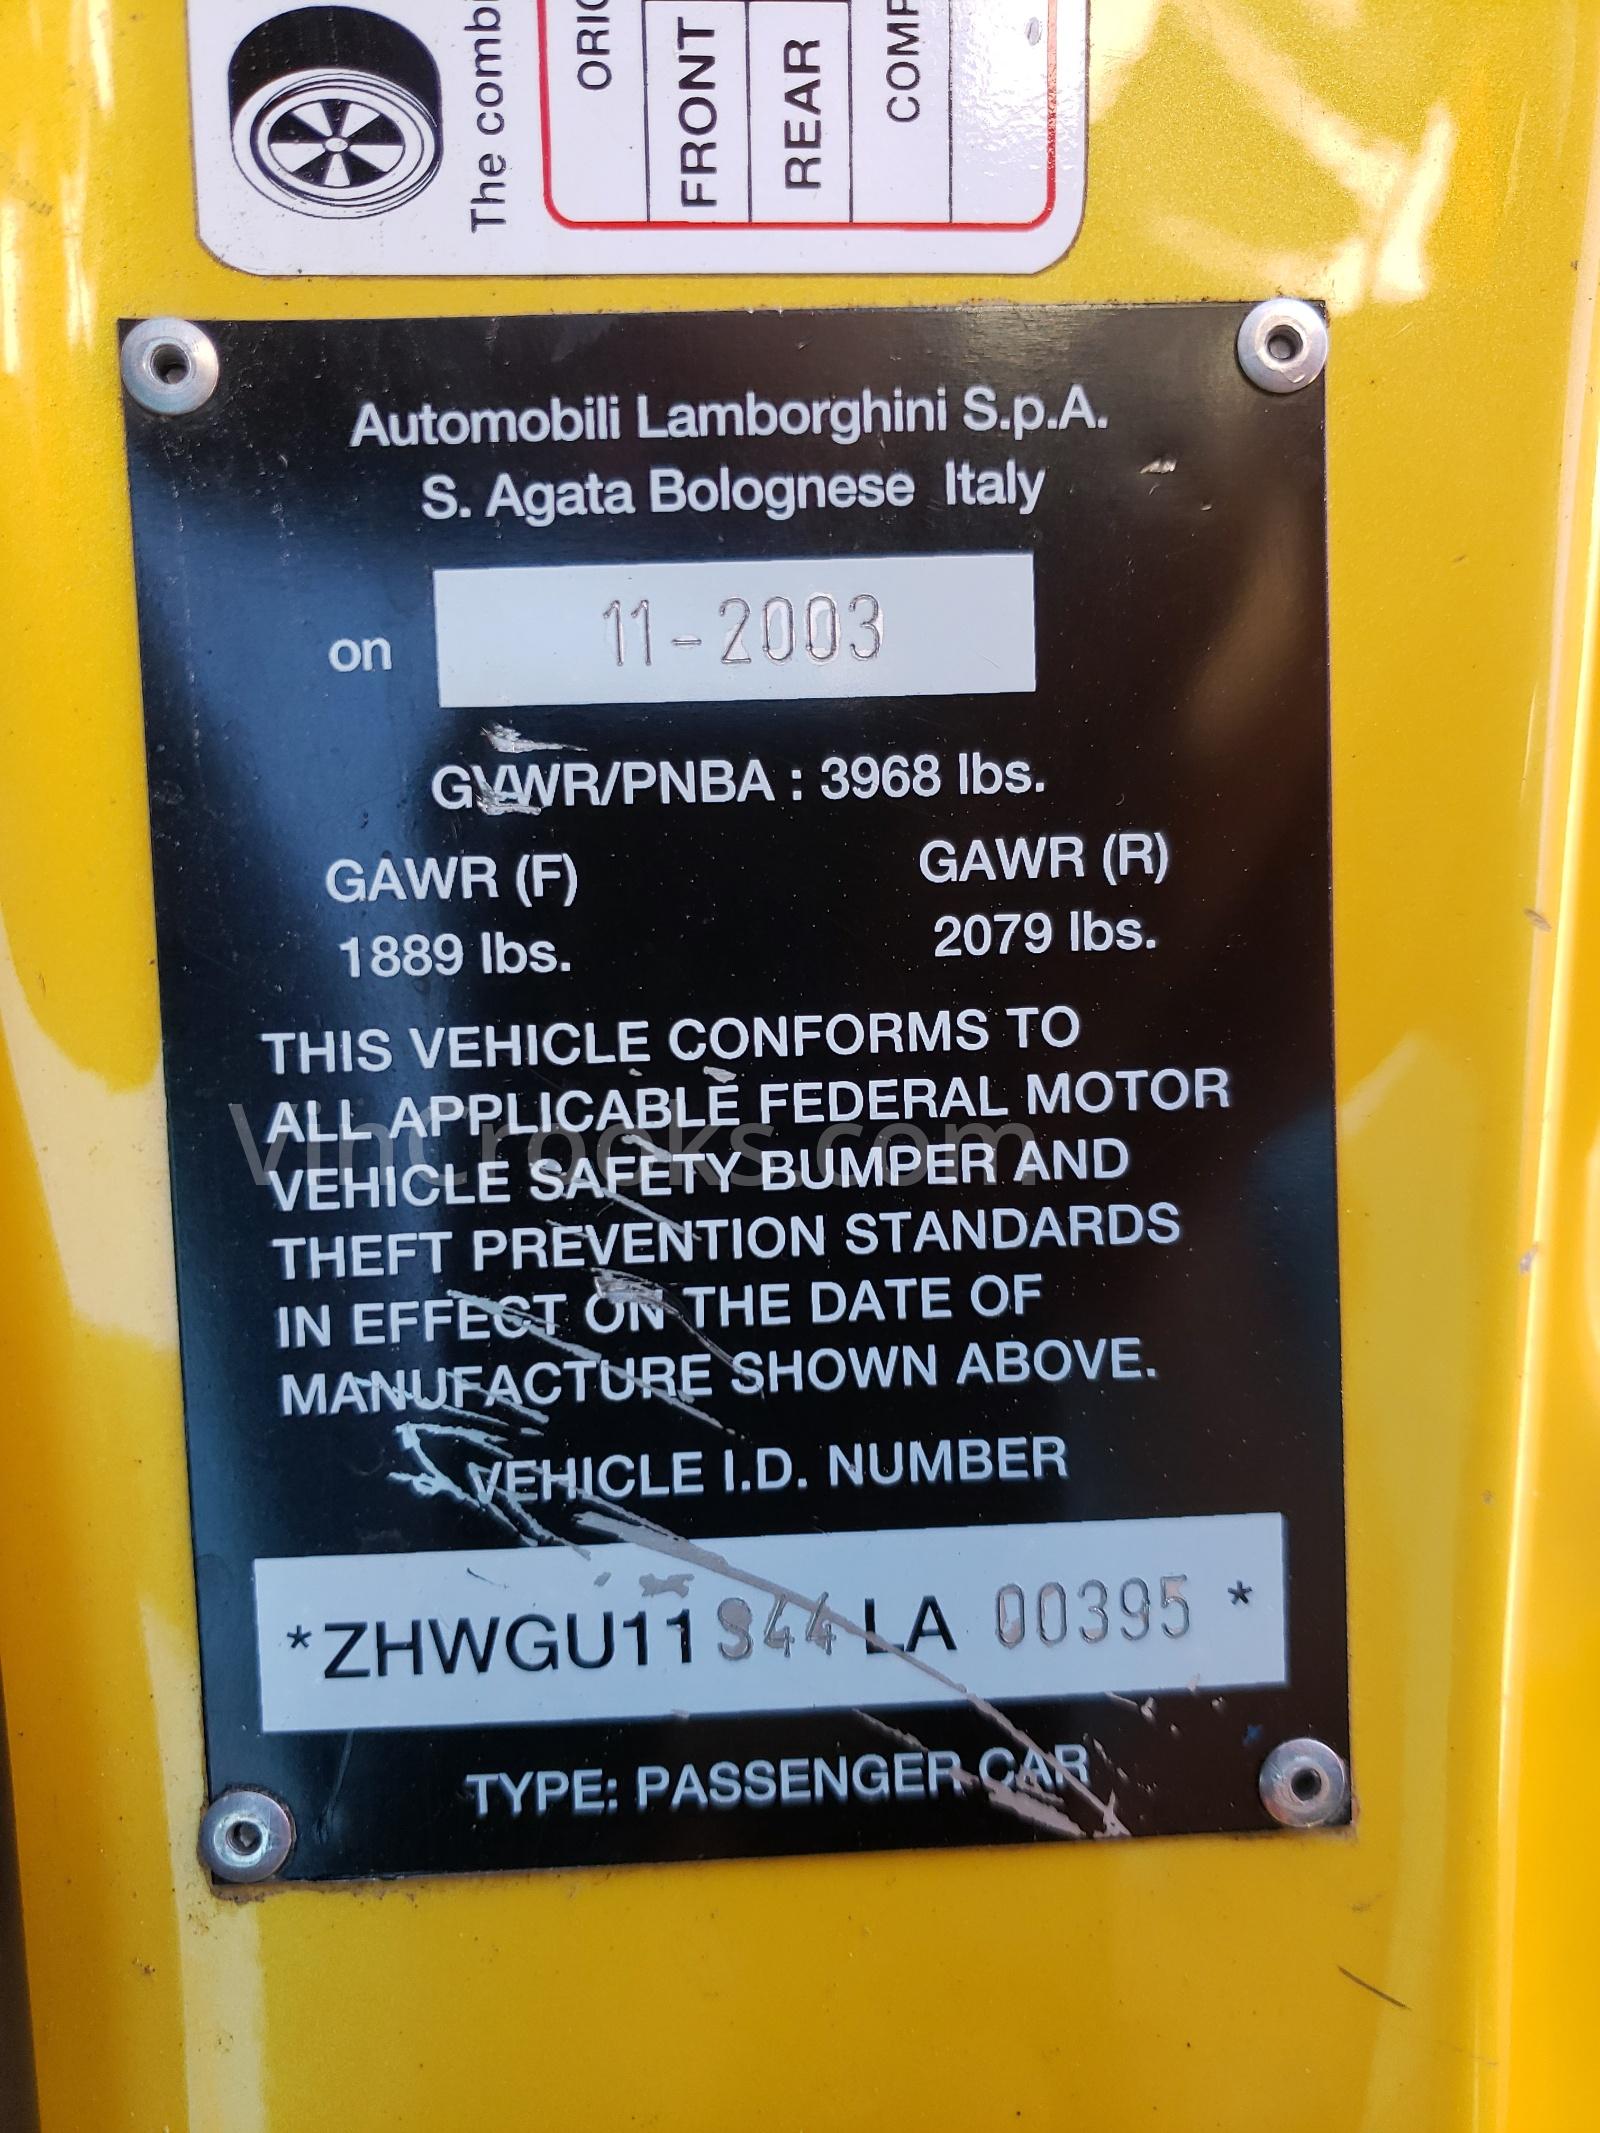 The combi
ORIG
FRONT
REAR
COMP
Automobili Lamborghini S.p.A.
S. Agata Bolognese Italy
on 11-2003
GVWR/PNBA : 3968 lbs.
GAWR (F) GAWR (R)
1889 lbs. 2079 lbs.
THIS VEHICLE CONFORMS TO
ALL APPLICABLE FEDERAL MOTOR
VEHICLE SAFETY BUMPER AND
THEFT PREVENTION STANDARDS
IN EFFECT ON THE DATE OF
MANUFACTURE SHOWN ABOVE.
VEHICLE I.D. NUMBER
*ZHWGU11S44LA00395*
TYPE: PASSENGER CAR
VinCrooks.com